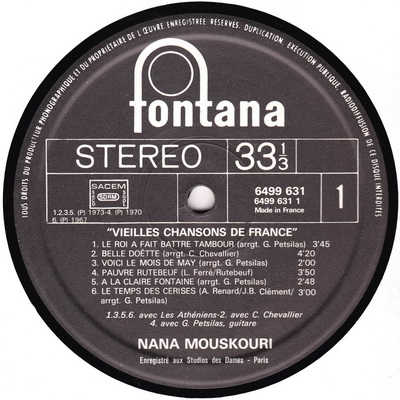 TOUS DROITS DU PRODUCTEUR PHONOGRAPHIQUE ET DU PROPRIETAIRE DE L'ŒUVRE ENREGISTREE RESERVES. DUPLICATION, EXECUTION PUBLIQUE, RADIODIFFUSION DE CE DISQUE INTERDITES
fontana
STEREO 33 1/3
SACEM
SACD SDRM SGDL
1.2.3.5. (P) 1973-4. (P) 1970
6. (P) 1967
6499 631
6499 631 1
Made in France
1
"VIEILLES CHANSONS DE FRANCE"
1. LE ROI A FAIT BATTRE TAMBOUR (arrgt. G. Petsilas) 3'45
2. BELLE DOËTTE (arrgt. C. Chevallier) 4'20
3. VOICI LE MOIS DE MAY (arrgt. G. Petsilas) 3'00
4. PAUVRE RUTEBEUF (L. Ferré/Rutebeuf) 3'50
5. A LA CLAIRE FONTAINE (arrgt. G. Petsilas) 2'48
6. LE TEMPS DES CERISES (A. Renard/J.B. Clément/ 3'00
arrgt. G. Petsilas)
1.3.5.6. avec Les Athéniens-2. avec C. Chevallier
4. avec G. Petsilas, guitare
NANA MOUSKOURI
Enregistré aux Studios des Dames - Paris